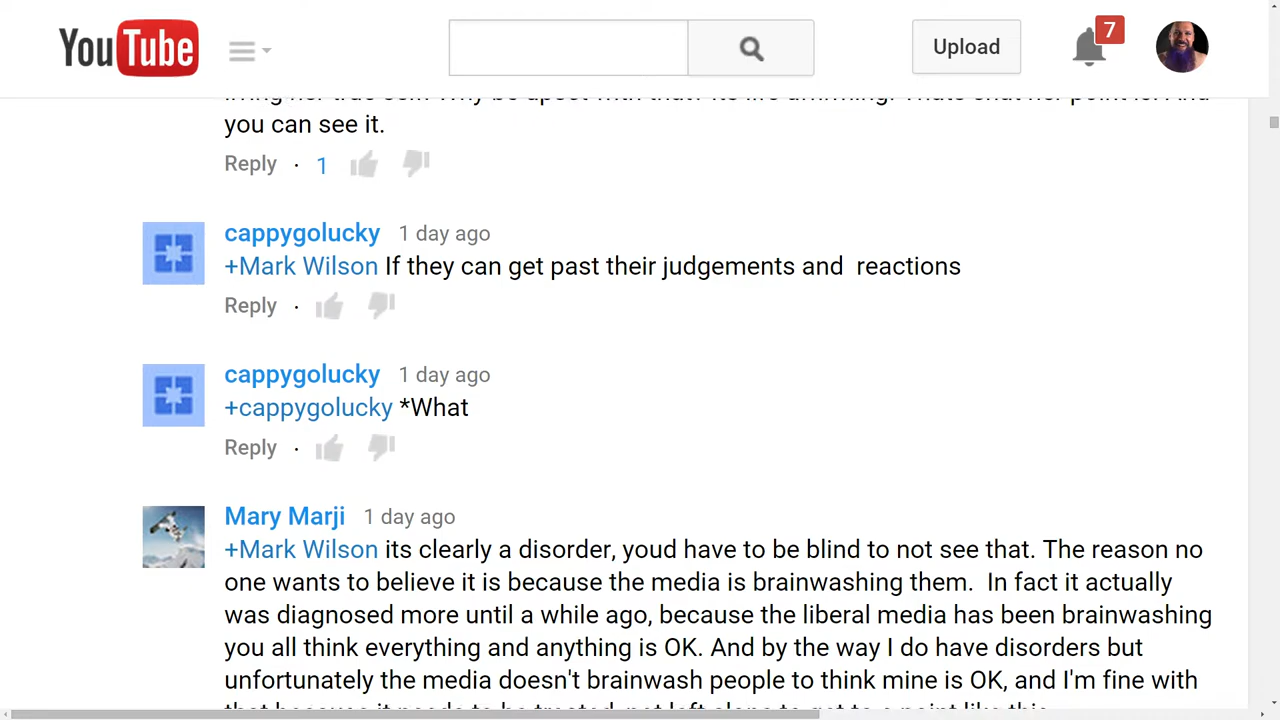 YouTube
Upload
7
you can see it.
Reply · 1
cappygolucky 1 day ago
+Mark Wilson If they can get past their judgements and  reactions
Reply ·
cappygolucky 1 day ago
+cappygolucky *What
Reply ·
Mary Marji 1 day ago
+Mark Wilson its clearly a disorder, youd have to be blind to not see that. The reason no
one wants to believe it is because the media is brainwashing them.  In fact it actually
was diagnosed more until a while ago, because the liberal media has been brainwashing
you all think everything and anything is OK. And by the way I do have disorders but
unfortunately the media doesn't brainwash people to think mine is OK, and I'm fine with